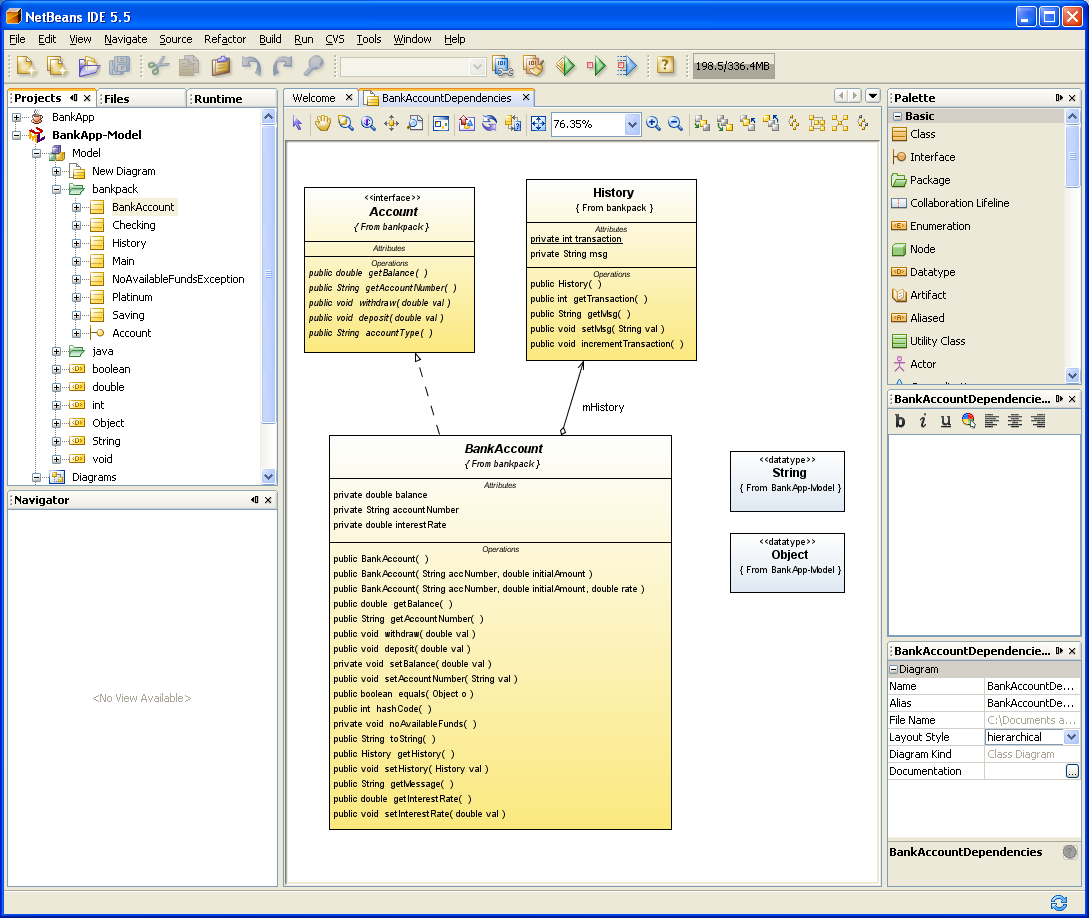 NetBeans IDE 5.5
File Edit View Navigate Source Refactor Build Run CVS Tools Window Help
198.5/336.4MB
Projects
Files
Runtime
BankApp
BankApp-Model
Model
New Diagram
bankpack
BankAccount
Checking
History
Main
NoAvailableFundsException
Platinum
Saving
Account
java
boolean
double
int
Object
String
void
Diagrams
Navigator
<No View Available>
Welcome
BankAccountDependencies
76.35%
<<interface>>
Account
{ From bankpack }
Attributes
Operations
public double getBalance( )
public String getAccountNumber( )
public void withdraw( double val )
public void deposit( double val )
public String accountType( )
History
{ From bankpack }
Attributes
private int transaction
private String msg
Operations
public History( )
public int getTransaction( )
public String getMsg( )
public void setMsg( String val )
public void incrementTransaction( )
mHistory
BankAccount
{ From bankpack }
Attributes
private double balance
private String accountNumber
private double interestRate
Operations
public BankAccount( )
public BankAccount( String accNumber, double initialAmount )
public BankAccount( String accNumber, double initialAmount, double rate )
public double getBalance( )
public String getAccountNumber( )
public void withdraw( double val )
public void deposit( double val )
private void setBalance( double val )
public void setAccountNumber( String val )
public boolean equals( Object o )
public int hashCode( )
private void noAvailableFunds( )
public String toString( )
public History getHistory( )
public void setHistory( History val )
public String getMessage( )
public double getInterestRate( )
public void setInterestRate( double val )
<<datatype>>
String
{ From BankApp-Model }
<<datatype>>
Object
{ From BankApp-Model }
Palette
Basic
Class
Interface
Package
Collaboration Lifeline
Enumeration
Node
Datatype
Artifact
Aliased
Utility Class
Actor
BankAccountDependencie...
b i u
BankAccountDependencie...
Diagram
Name BankAccountDe...
Alias BankAccountDe...
File Name C:\Documents a...
Layout Style hierarchical
Diagram Kind Class Diagram
Documentation ...
BankAccountDependencies